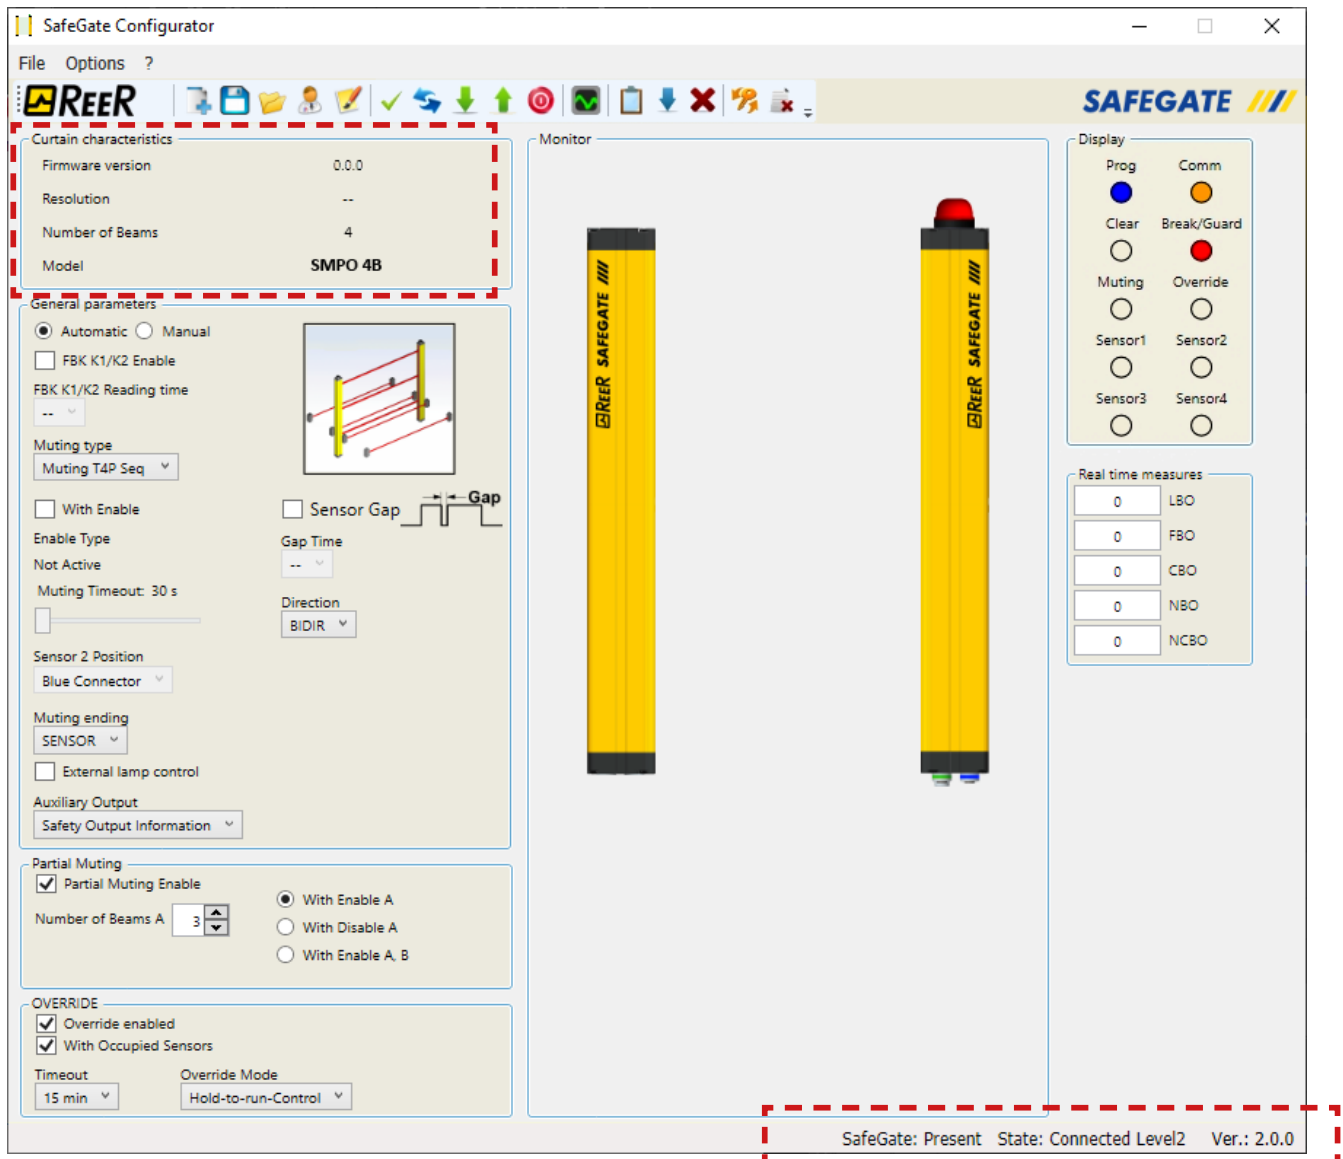 SafeGate Configurator
File Options ?
REER
SAFEGATE
Curtain characteristics
Firmware version 0.0.0
Resolution --
Number of Beams 4
Model SMPO 4B
General parameters
Automatic Manual
FBK K1/K2 Enable
FBK K1/K2 Reading time
--
Muting type
Muting T4P Seq
With Enable
Sensor Gap
Gap
Enable Type
Not Active
Gap Time
--
Muting Timeout: 30 s
Direction
BIDIR
Sensor 2 Position
Blue Connector
Muting ending
SENSOR
External lamp control
Auxiliary Output
Safety Output Information
Partial Muting
Partial Muting Enable
Number of Beams A 3
With Enable A
With Disable A
With Enable A, B
OVERRIDE
Override enabled
With Occupied Sensors
Timeout Override Mode
15 min Hold-to-run-Control
Monitor
REER SAFEGATE
REER SAFEGATE
Display
Prog Comm
Clear Break/Guard
Muting Override
Sensor1 Sensor2
Sensor3 Sensor4
Real time measures
0 LBO
0 FBO
0 CBO
0 NBO
0 NCBO
SafeGate: Present State: Connected Level2 Ver.: 2.0.0